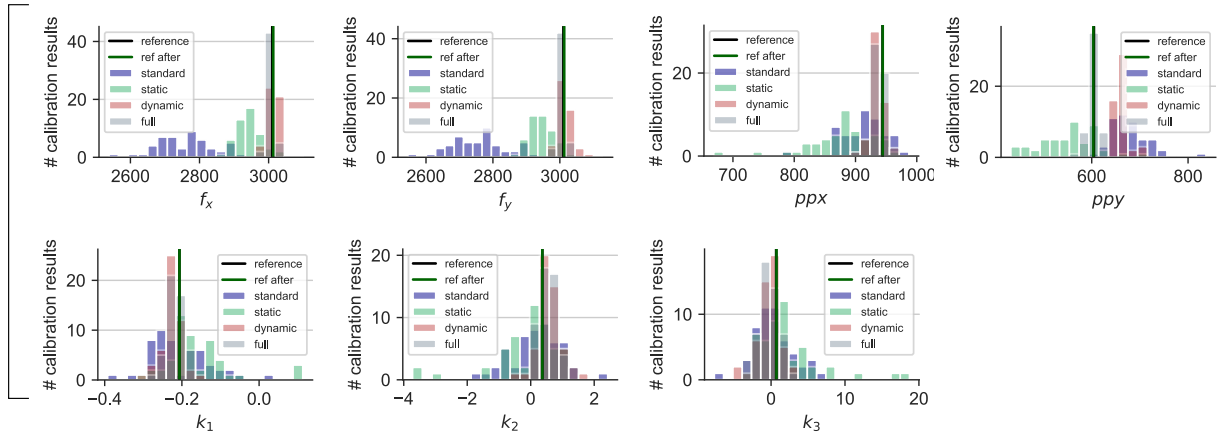 # calibration results
40
20
0
2600
2800
3000
f_x
reference
ref after
standard
static
dynamic
full
# calibration results
40
20
0
2600
2800
3000
f_y
reference
ref after
standard
static
dynamic
full
# calibration results
20
0
700
800
900
1000
ppx
reference
ref after
standard
static
dynamic
full
# calibration results
20
0
600
800
ppy
reference
ref after
standard
static
dynamic
full
# calibration results
20
10
0
−0.4
−0.2
0.0
k_1
reference
ref after
standard
static
dynamic
full
# calibration results
20
10
0
−4
−2
0
2
k_2
reference
ref after
standard
static
dynamic
full
# calibration results
10
0
0
10
20
k_3
reference
ref after
standard
static
dynamic
full